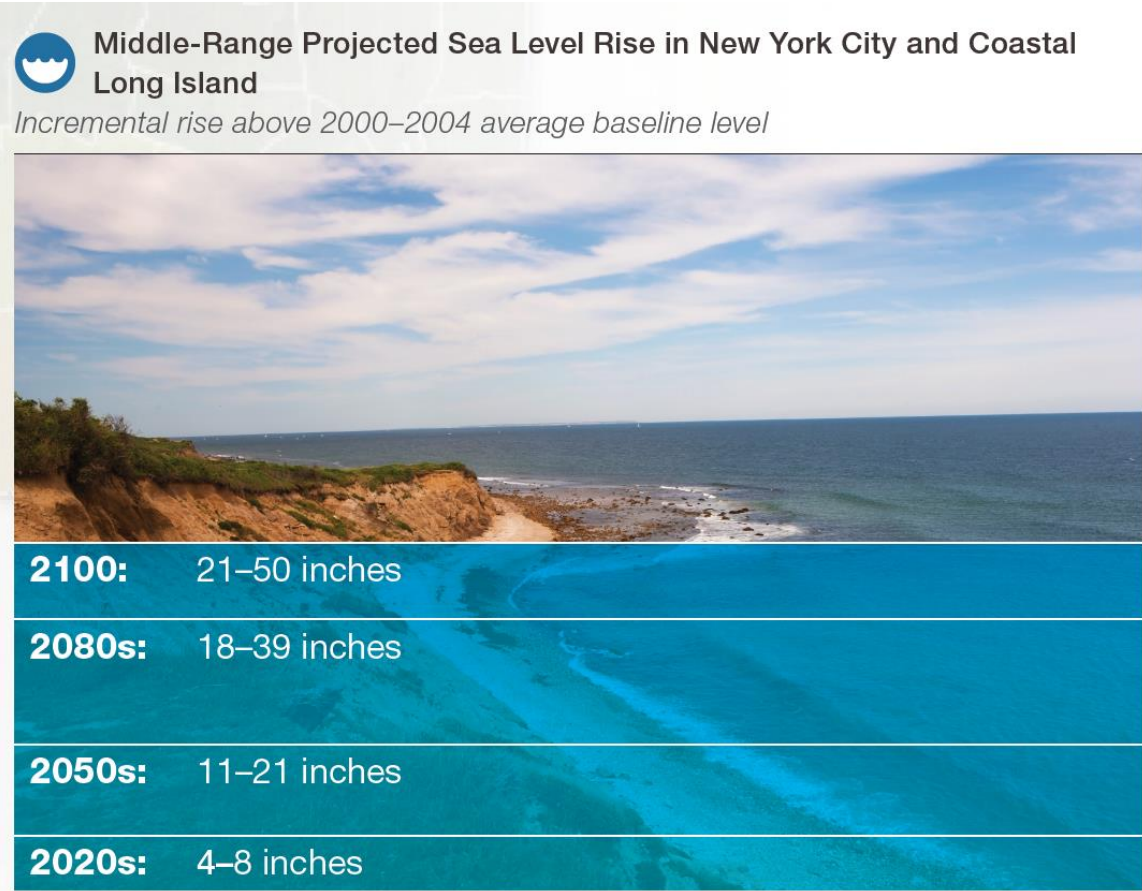 Middle-Range Projected Sea Level Rise in New York City and Coastal
Long Island
Incremental rise above 2000–2004 average baseline level
2100: 21–50 inches
2080s: 18–39 inches
2050s: 11–21 inches
2020s: 4–8 inches